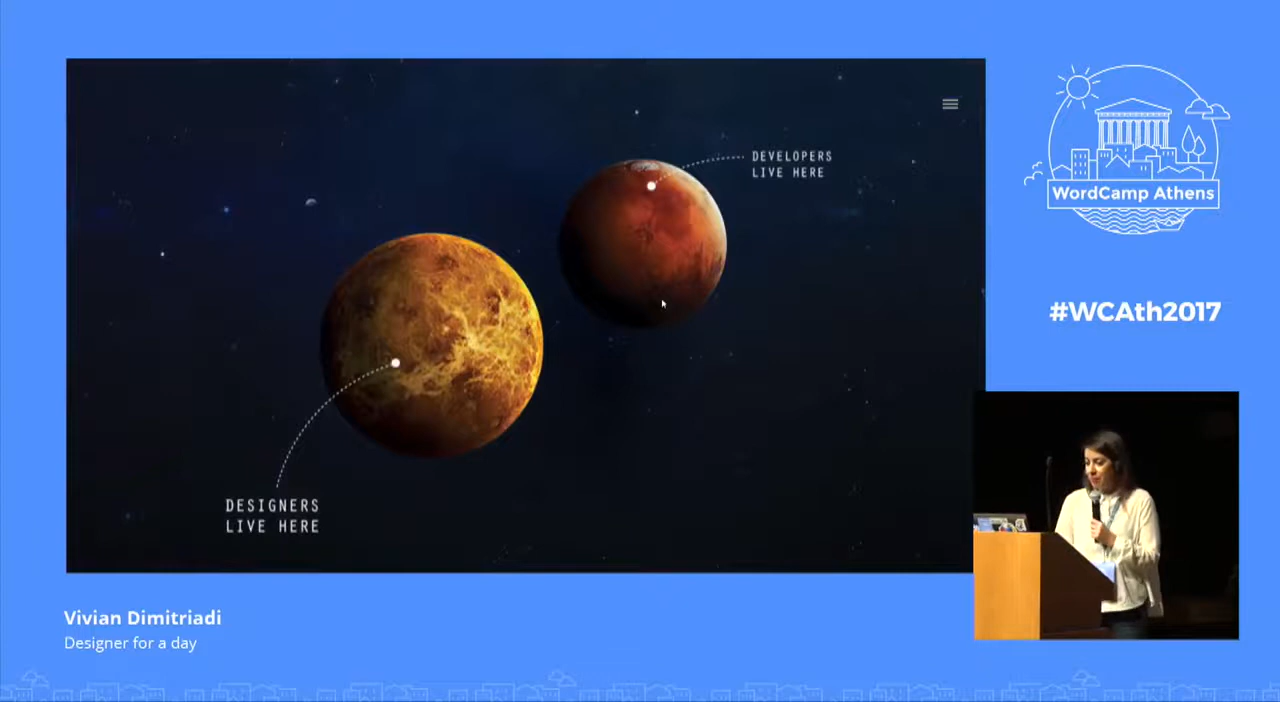 DEVELOPERS
LIVE HERE
DESIGNERS
LIVE HERE
WordCamp Athens
#WCAth2017
Vivian Dimitriadi
Designer for a day